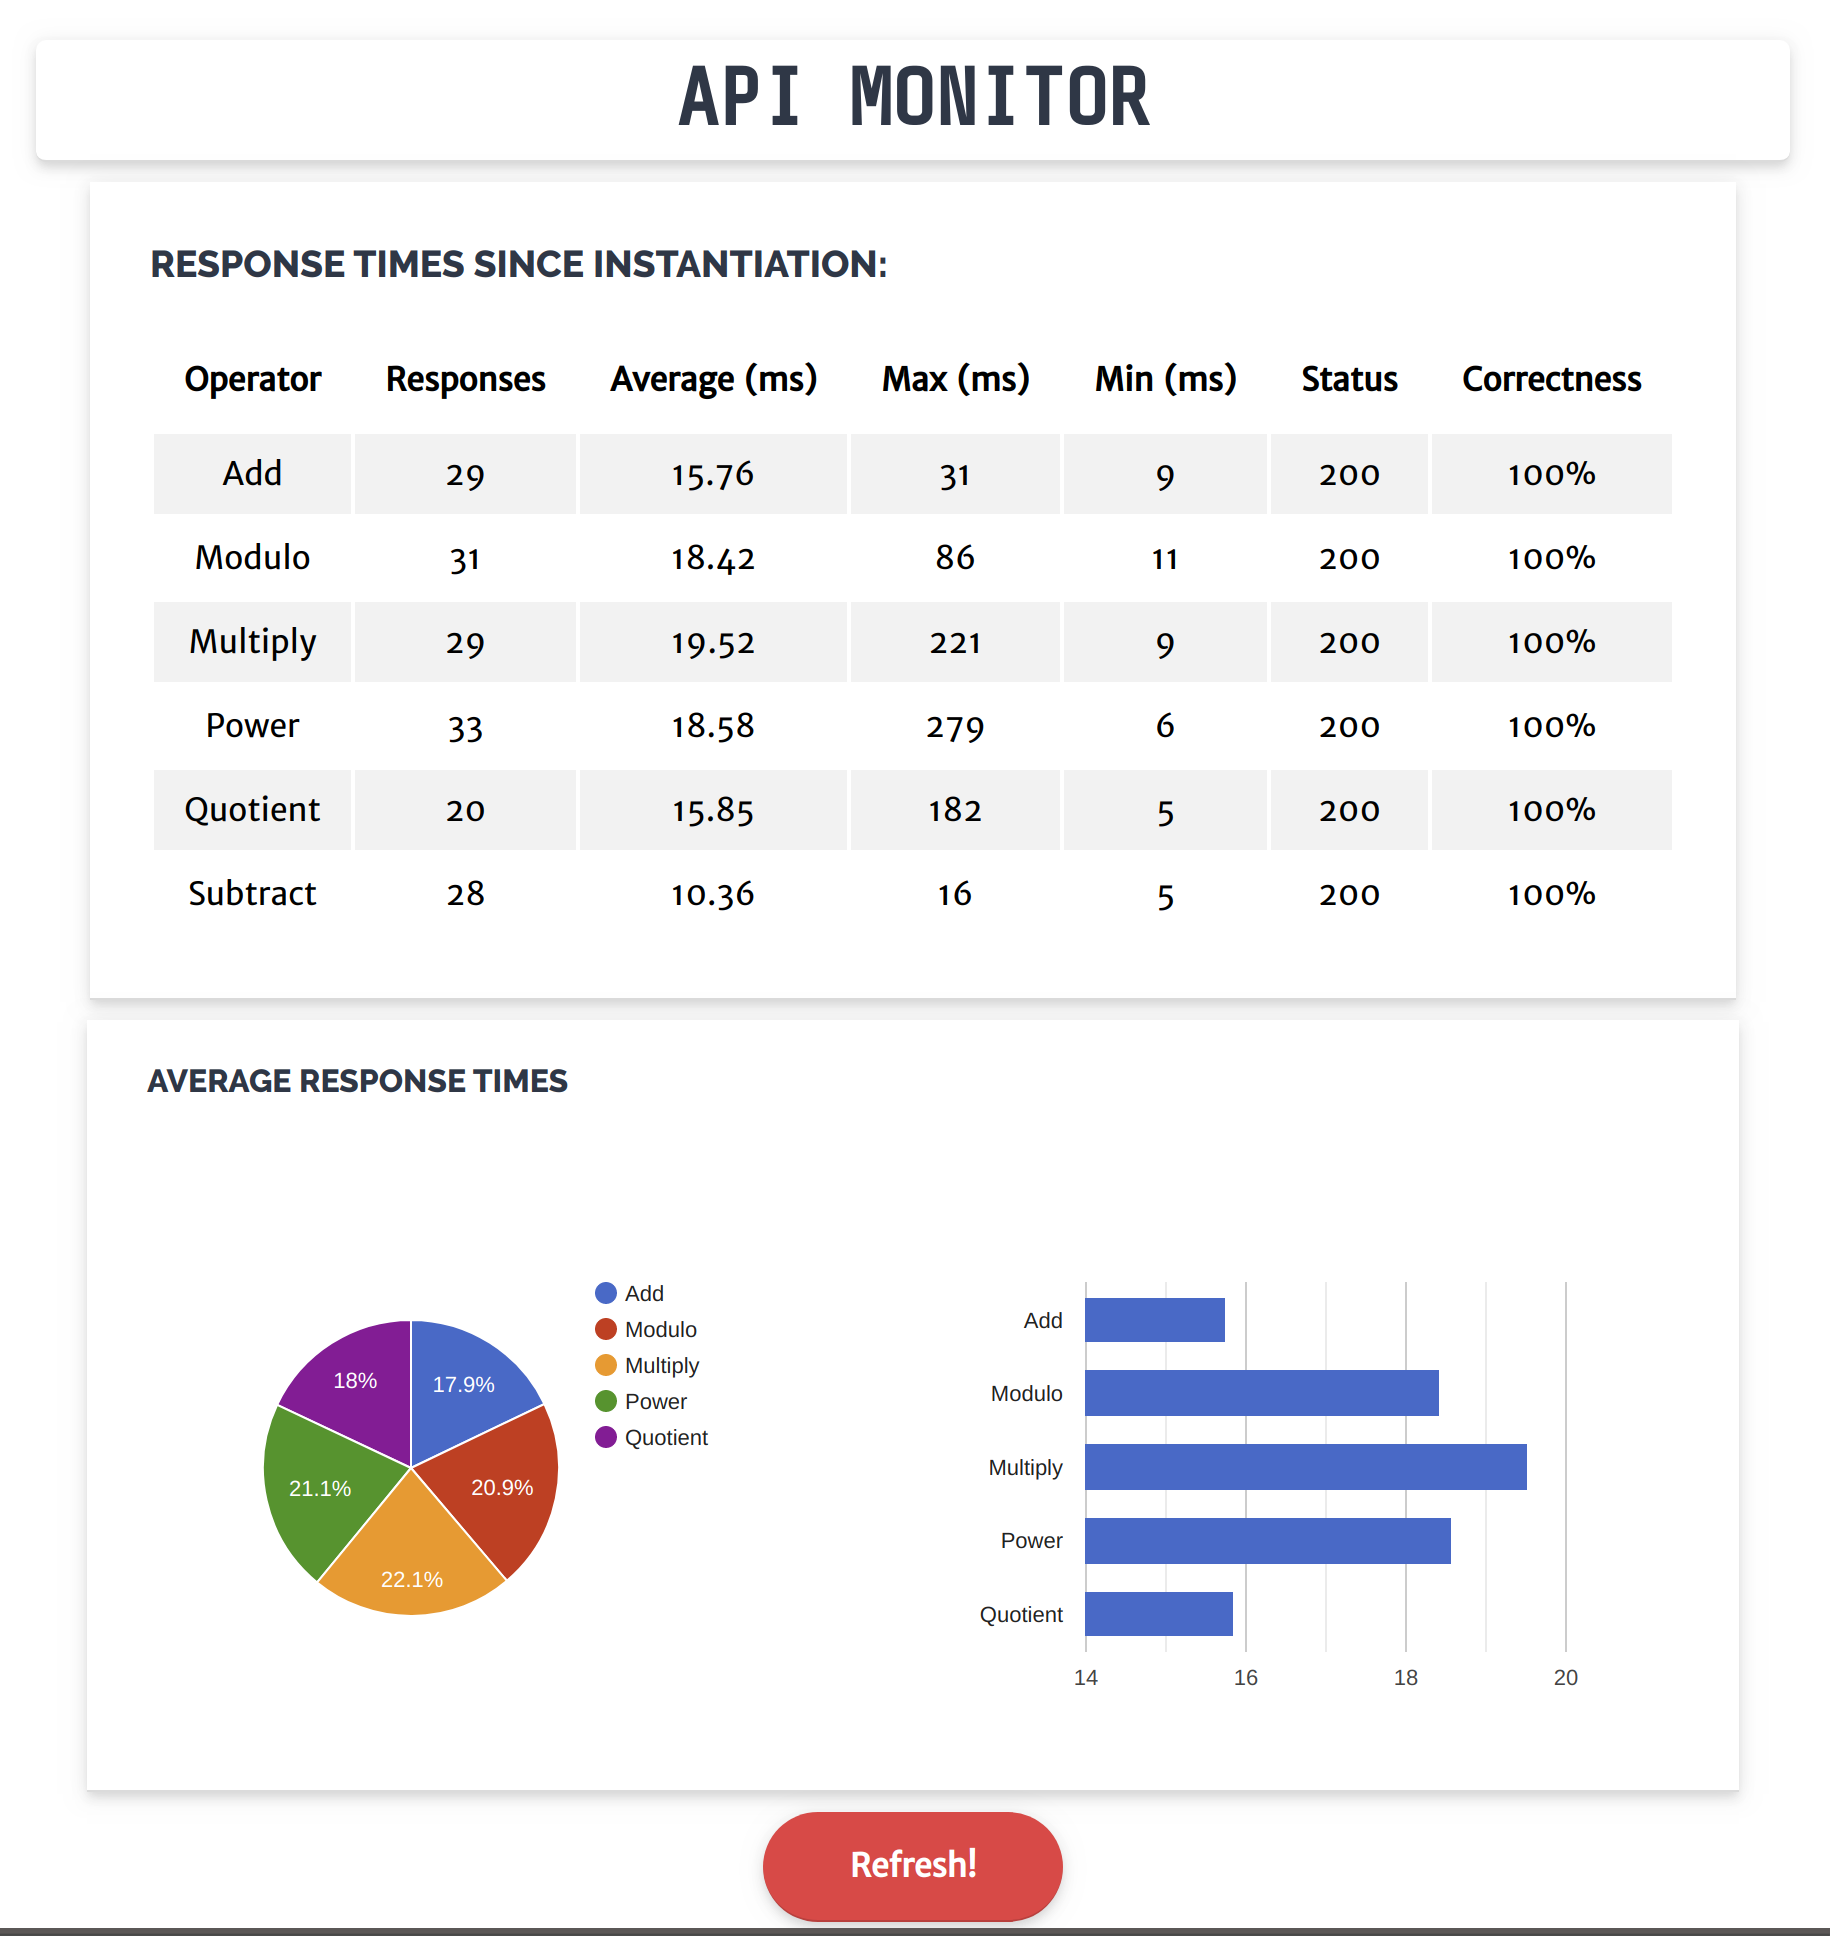 API MONITOR
RESPONSE TIMES SINCE INSTANTIATION:
Operator Responses Average (ms) Max (ms) Min (ms) Status Correctness
Add 29 15.76 31 9 200 100%
Modulo 31 18.42 86 11 200 100%
Multiply 29 19.52 221 9 200 100%
Power 33 18.58 279 6 200 100%
Quotient 20 15.85 182 5 200 100%
Subtract 28 10.36 16 5 200 100%
AVERAGE RESPONSE TIMES
18% 17.9%
21.1% 20.9%
22.1%
Add
Modulo
Multiply
Power
Quotient
Add
Modulo
Multiply
Power
Quotient
14 16 18 20
Refresh!